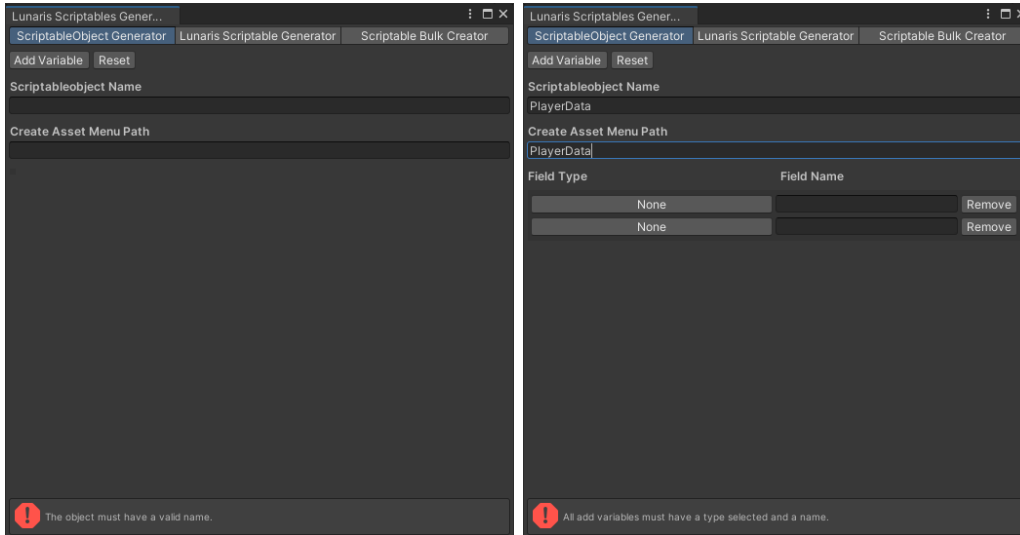 Lunaris Scriptables Gener...
ScriptableObject Generator Lunaris Scriptable Generator Scriptable Bulk Creator
Add Variable Reset
Scriptableobject Name
Create Asset Menu Path
The object must have a valid name.
Lunaris Scriptables Gener...
ScriptableObject Generator Lunaris Scriptable Generator Scriptable Bulk Creator
Add Variable Reset
Scriptableobject Name
PlayerData
Create Asset Menu Path
PlayerData
Field Type Field Name
None Remove
None Remove
All add variables must have a type selected and a name.